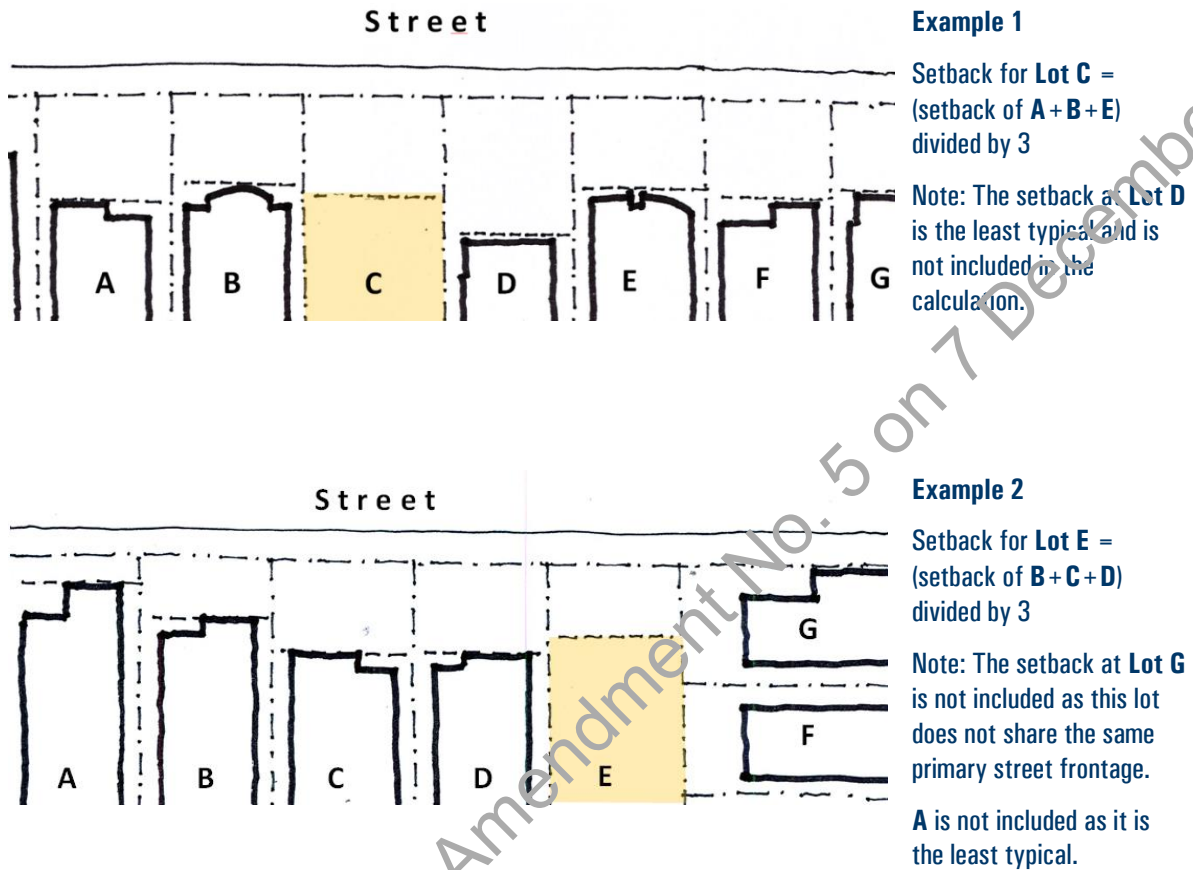 Street
A
B
C
D
E
F
G
Example 1
Setback for Lot C =
(setback of A+B+E)
divided by 3
Note: The setback at Lot D
is the least typical and is
not included in the
calculation.
Street
A
B
C
D
E
G
F
Example 2
Setback for Lot E =
(setback of B+C+D)
divided by 3
Note: The setback at Lot G
is not included as this lot
does not share the same
primary street frontage.
A is not included as it is
the least typical.
Amendment No. 5 on 7 Decembe